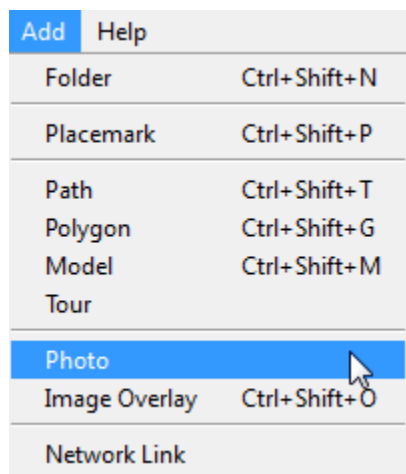 Add Help
Folder Ctrl+Shift+N
Placemark Ctrl+Shift+P
Path Ctrl+Shift+T
Polygon Ctrl+Shift+G
Model Ctrl+Shift+M
Tour
Photo
Image Overlay Ctrl+Shift+O
Network Link